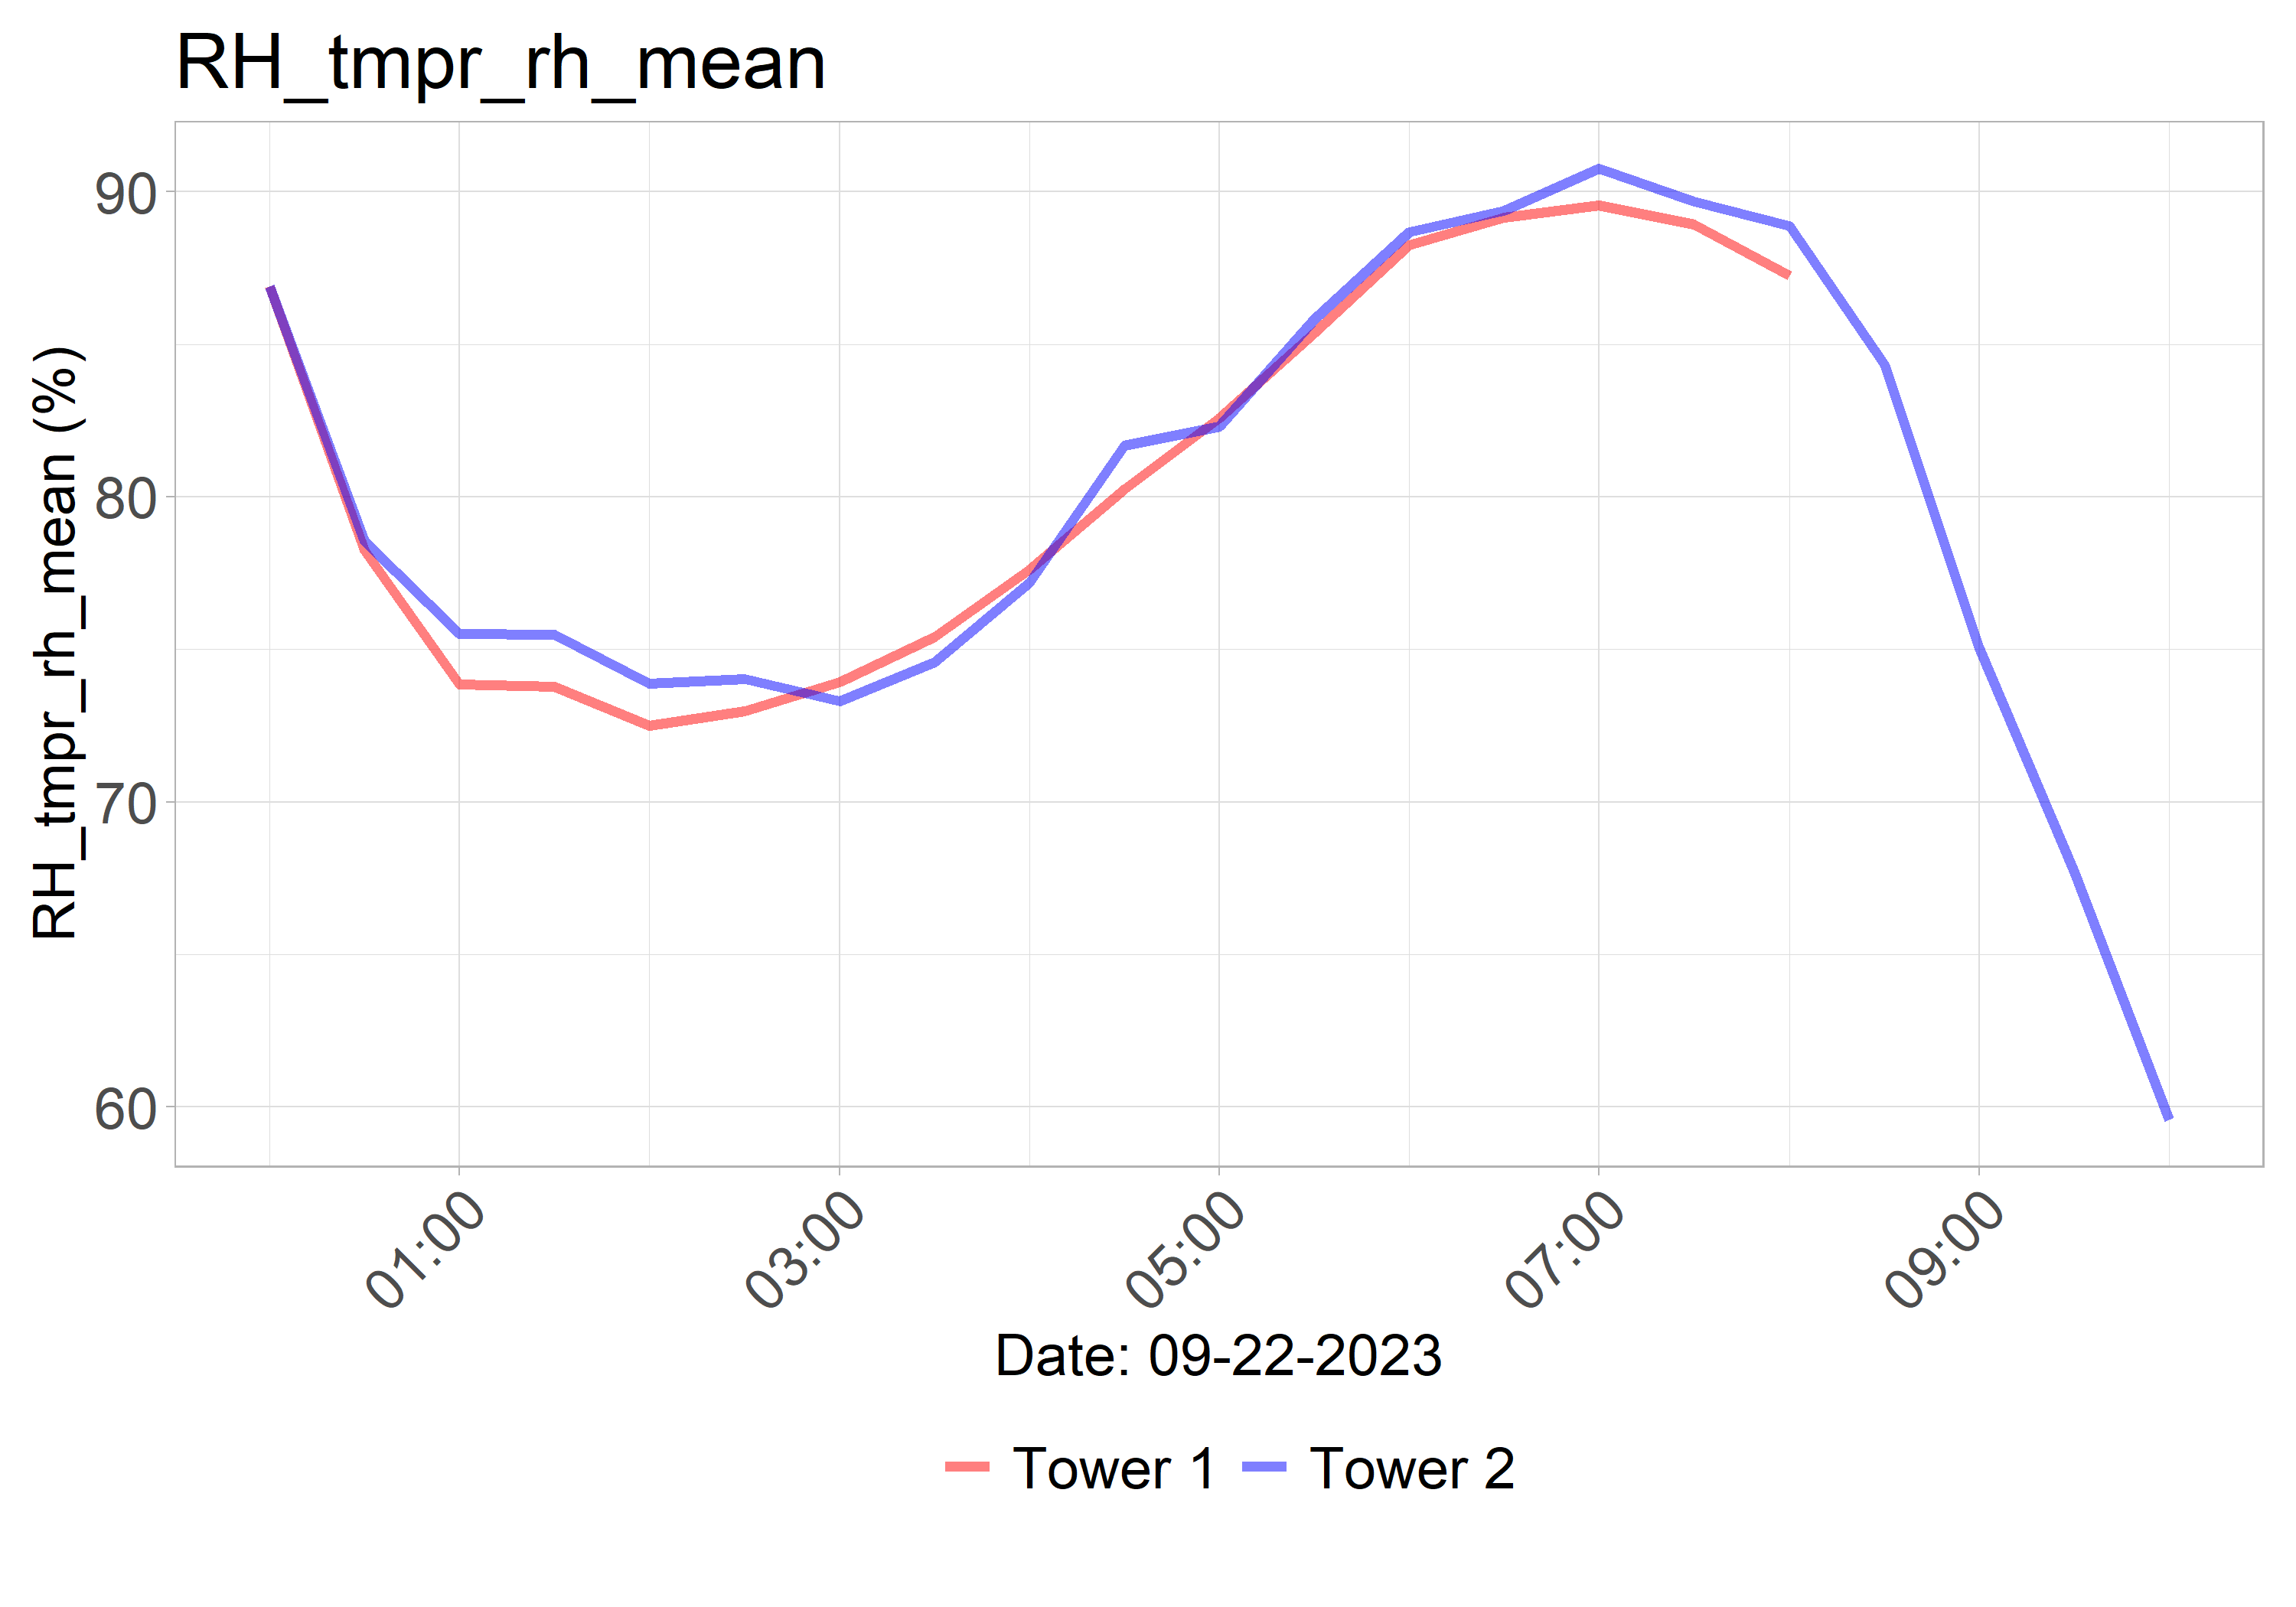 RH_tmpr_rh_mean
RH_tmpr_rh_mean (%)
90
80
70
60
01:00
03:00
05:00
07:00
09:00
Date: 09-22-2023
Tower 1
Tower 2